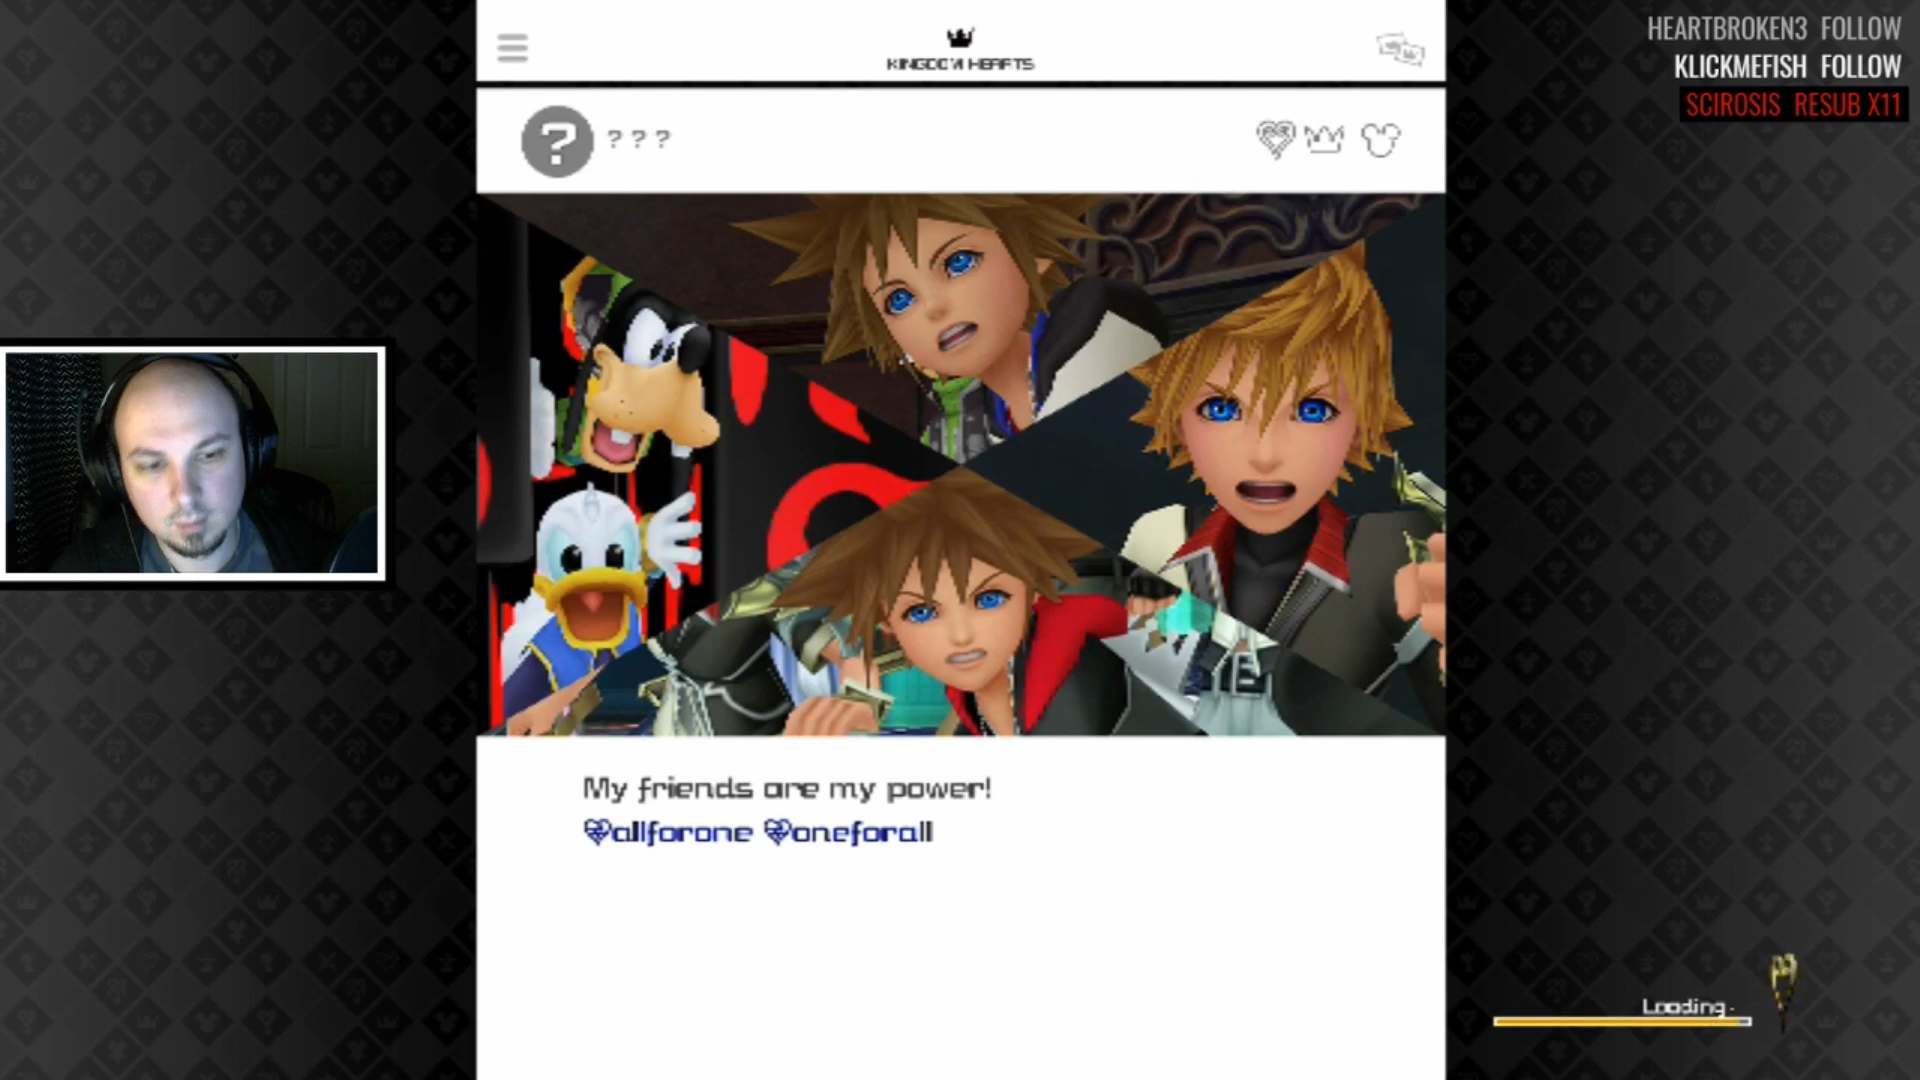 KINGDOM HEARTS
? ???
My friends are my power!
allforone oneforall
HEARTBROKEN3 FOLLOW
KLICKMEFISH FOLLOW
SCIROSIS RESUB X11
Loading.